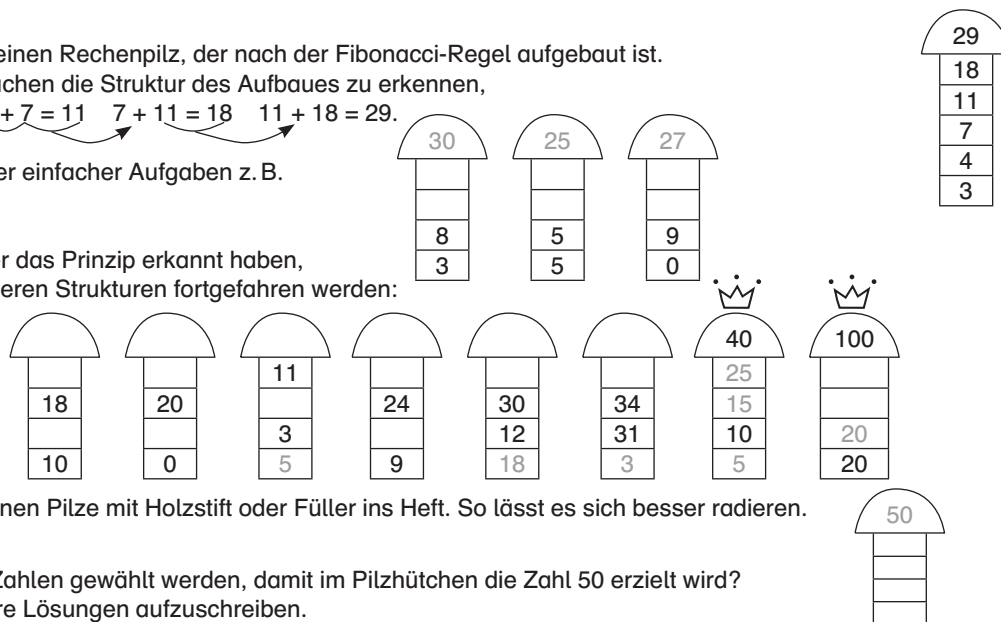 einen Rechenpilz, der nach der Fibonacci-Regel aufgebaut ist.
chen die Struktur des Aufbaues zu erkennen,
+ 7 = 11 7 + 11 = 18 11 + 18 = 29.
er einfacher Aufgaben z. B.
29
18
11
7
4
3
30 25 27
8 5 9
3 5 0
r das Prinzip erkannt haben,
eren Strukturen fortgefahren werden:
40 100
11 25
18 20 24 30 34 15
3 12 31 10 20
10 0 5 9 18 3 5 20
nen Pilze mit Holzstift oder Füller ins Heft. So lässt es sich besser radieren.
50
Zahlen gewählt werden, damit im Pilzhütchen die Zahl 50 erzielt wird?
re Lösungen aufzuschreiben.